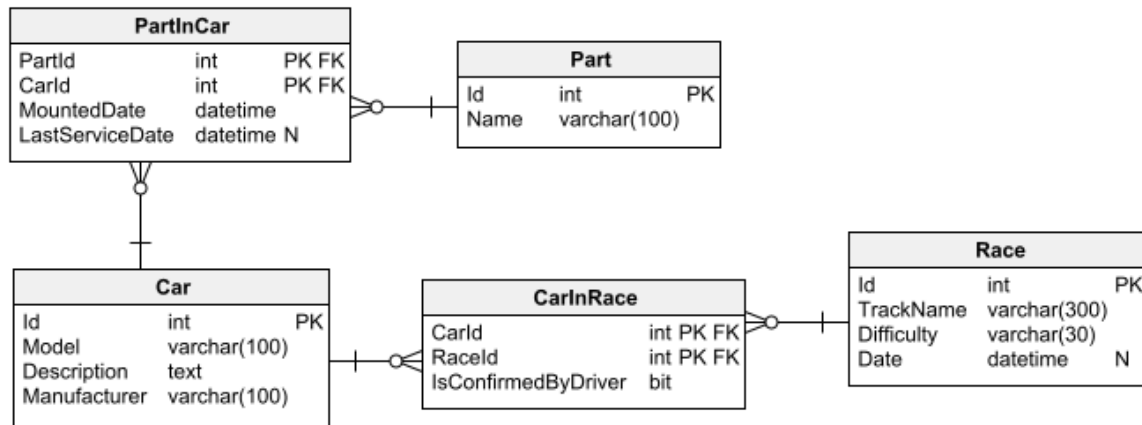 PartInCar
PartId int PK FK
CarId int PK FK
MountedDate datetime
LastServiceDate datetime N
Part
Id int PK
Name varchar(100)
Car
Id int PK
Model varchar(100)
Description text
Manufacturer varchar(100)
CarInRace
CarId int PK FK
RaceId int PK FK
IsConfirmedByDriver bit
Race
Id int PK
TrackName varchar(300)
Difficulty varchar(30)
Date datetime N